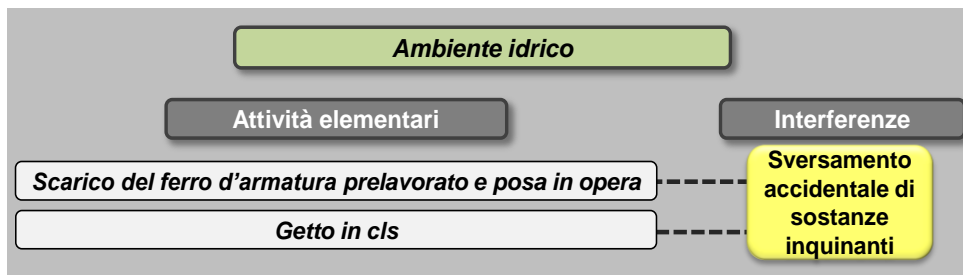 Ambiente idrico
Attività elementari
Interferenze
Scarico del ferro d’armatura prelavorato e posa in opera
Getto in cls
Sversamento
accidentale di
sostanze
inquinanti